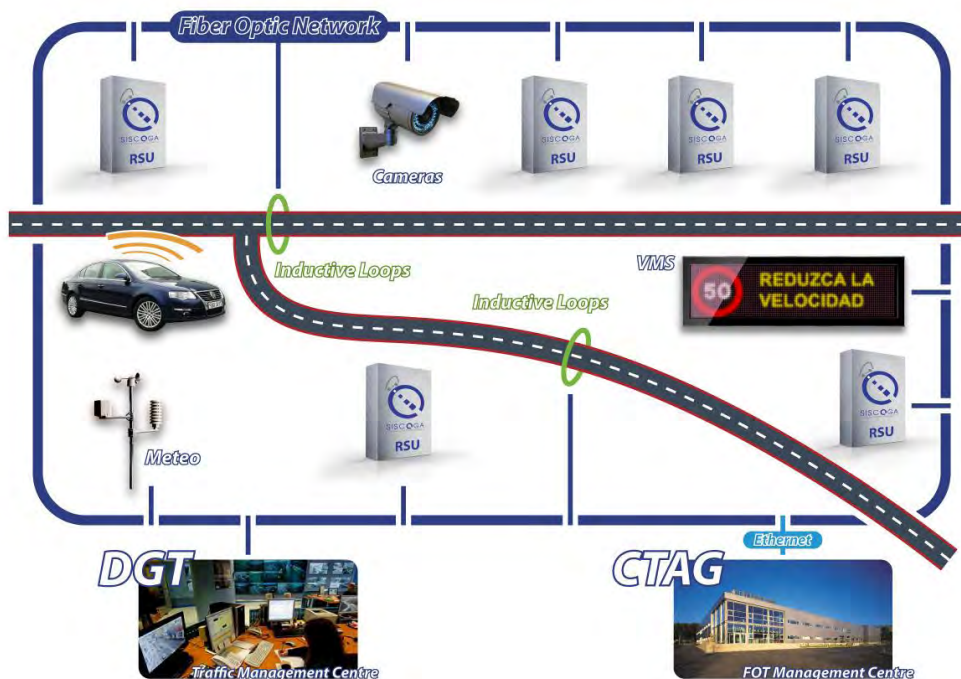 Fiber Optic Network
SISCOGA
RSU
Cameras
SISCOGA
RSU
SISCOGA
RSU
SISCOGA
RSU
Inductive Loops
VMS
50
REDUZCA LA
VELOCIDAD
Inductive Loops
Meteo
SISCOGA
RSU
SISCOGA
RSU
Ethernet
DGT
Traffic Management Centre
CTAG
FOT Management Centre